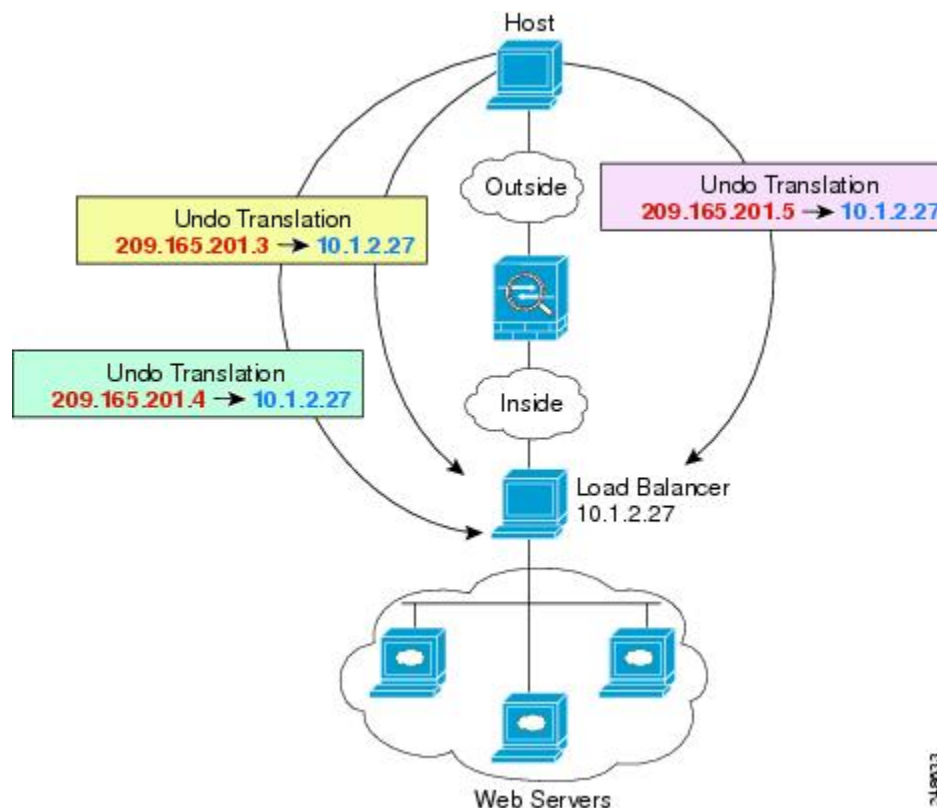 Host
Outside
Undo Translation
209.165.201.5 → 10.1.2.27
Undo Translation
209.165.201.3 → 10.1.2.27
Undo Translation
209.165.201.4 → 10.1.2.27
Inside
Load Balancer
10.1.2.27
Web Servers